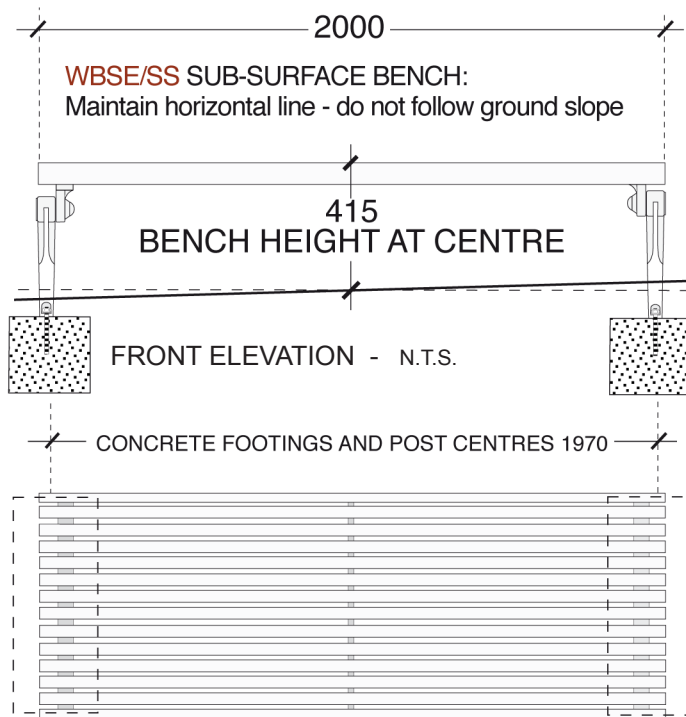 2000
WBSE/SS SUB-SURFACE BENCH:
Maintain horizontal line - do not follow ground slope
415
BENCH HEIGHT AT CENTRE
FRONT ELEVATION - N.T.S.
CONCRETE FOOTINGS AND POST CENTRES 1970